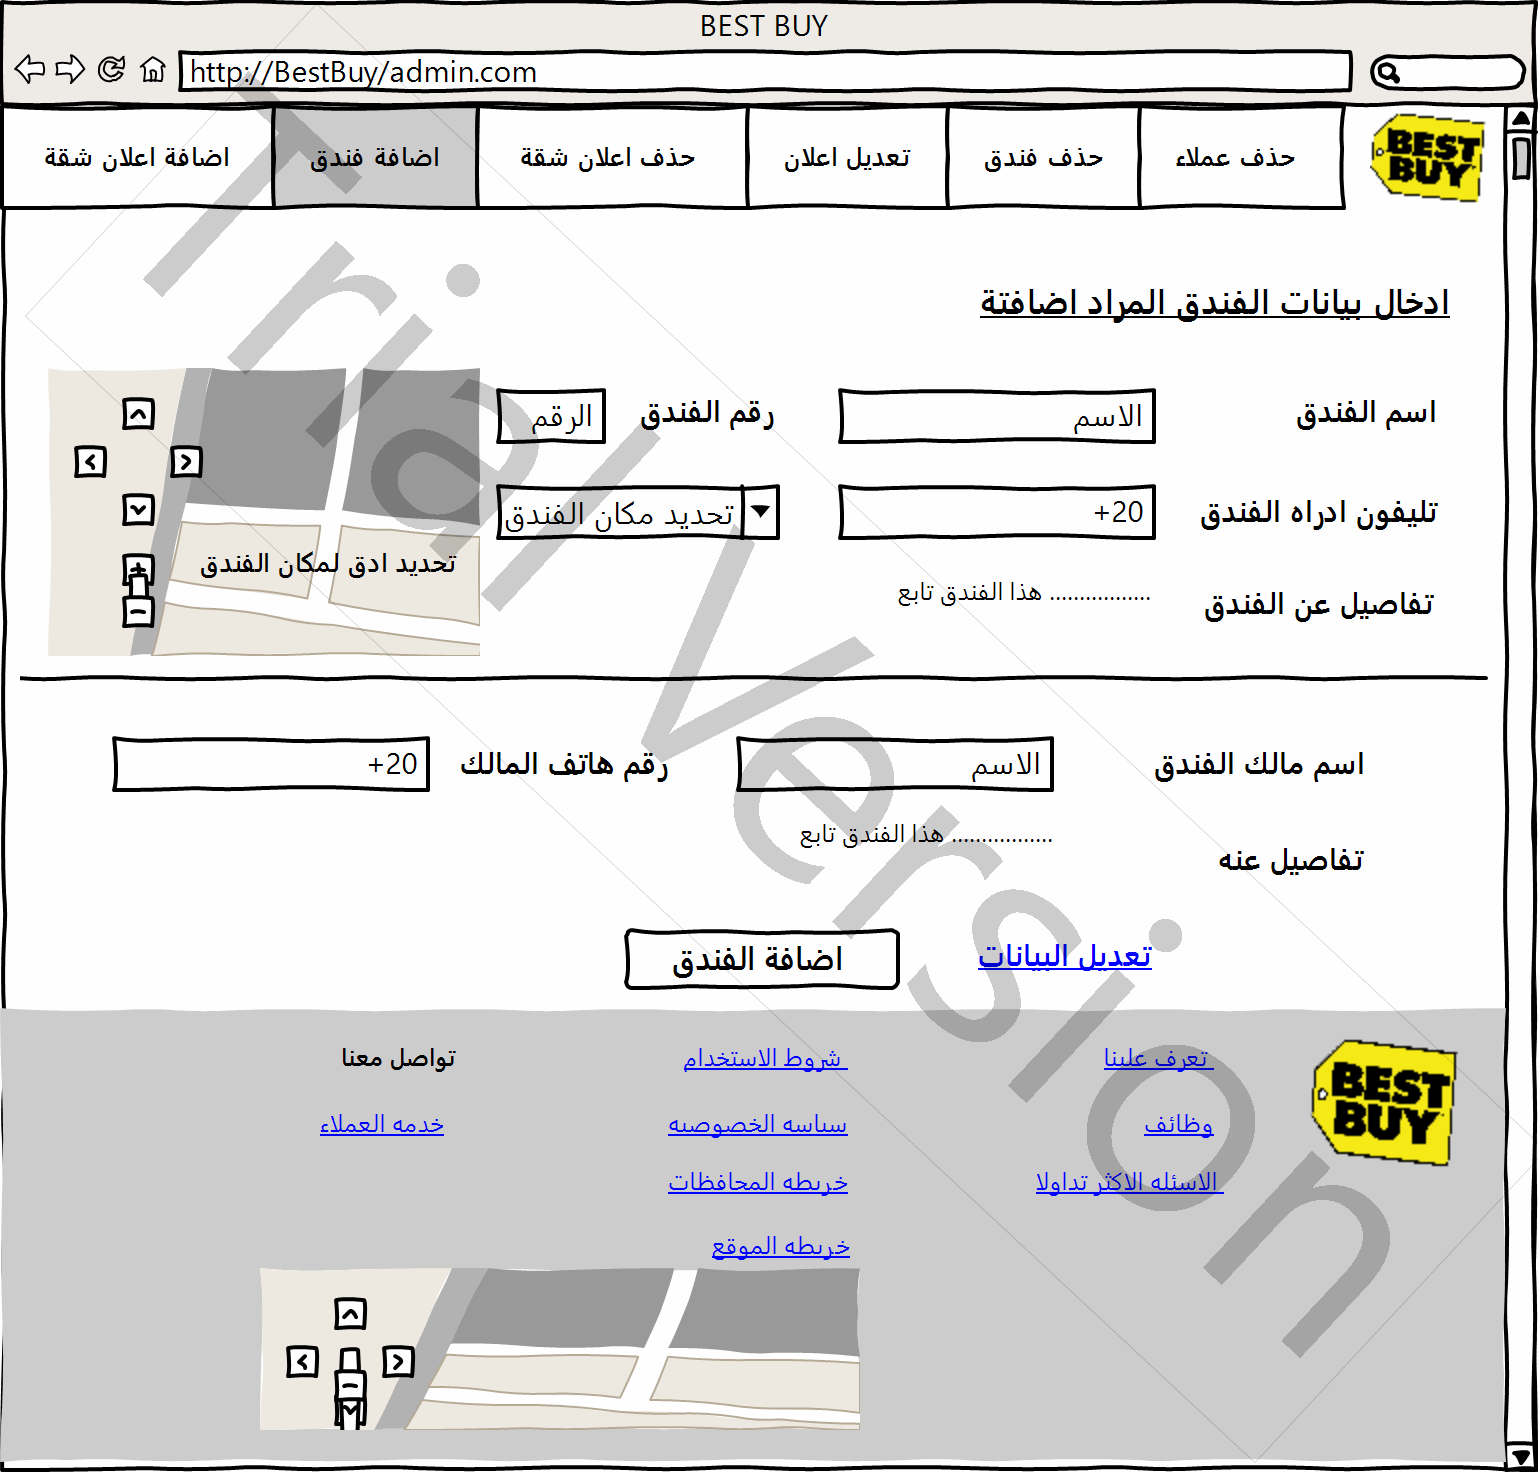 BEST BUY
http://BestBuy/admin.com
BEST BUY
حذف عملاء
حذف فندق
تعديل اعلان
حذف اعلان شقة
اضافة فندق
اضافة اعلان شقة
ادخال بيانات الفندق المراد اضافتة
اسم الفندق
الاسم
رقم الفندق
الرقم
تليفون ادراه الفندق
+20
تحديد مكان الفندق
تحديد ادق لمكان الفندق
تفاصيل عن الفندق
هذا الفندق تابع .................
اسم مالك الفندق
الاسم
رقم هاتف المالك
+20
تفاصيل عنه
هذا الفندق تابع .................
تعديل البيانات
اضافة الفندق
BEST BUY
تعرف علينا
شروط الاستخدام
تواصل معنا
وظائف
سياسه الخصوصيه
خدمه العملاء
الاسئله الاكثر تداولا
خريطه المحافظات
خريطه الموقع
Trial Version